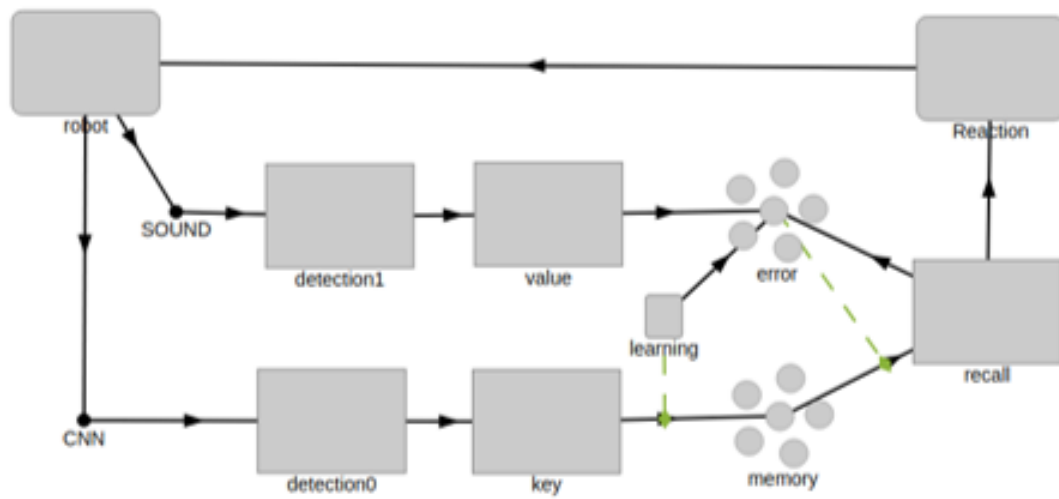 robot
Reaction
SOUND
detection1
value
error
learning
recall
CNN
detection0
key
memory